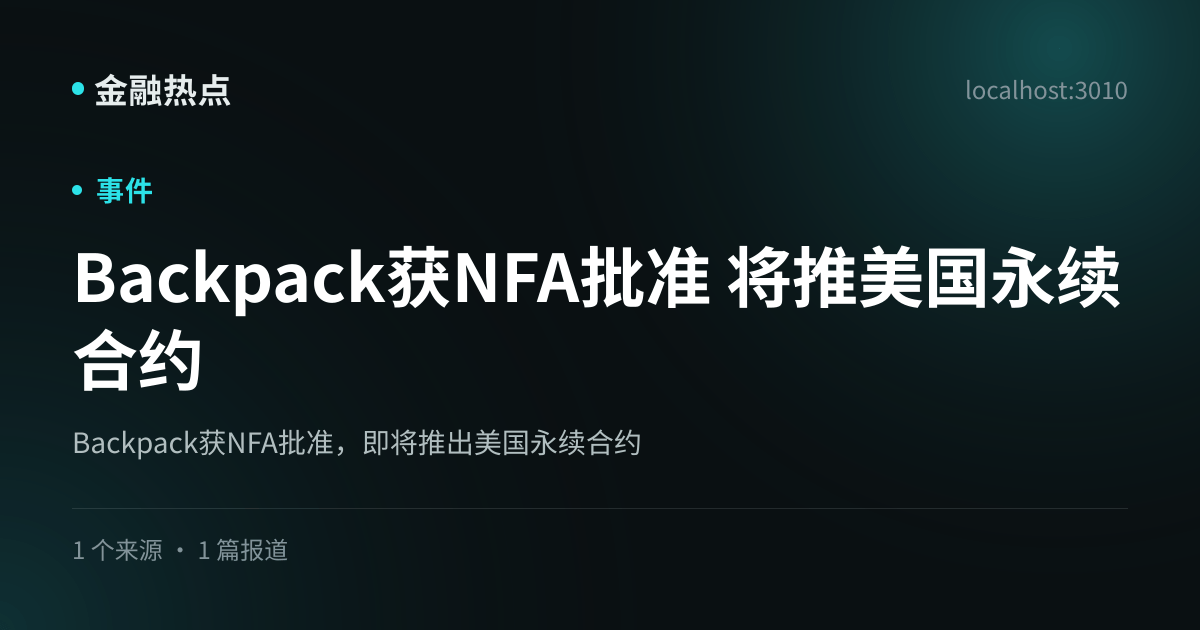 金融热点
localhost:3010
事件
Backpack获NFA批准 将推美国永续
合约
Backpack获NFA批准，即将推出美国永续合约
1 个来源 · 1 篇报道